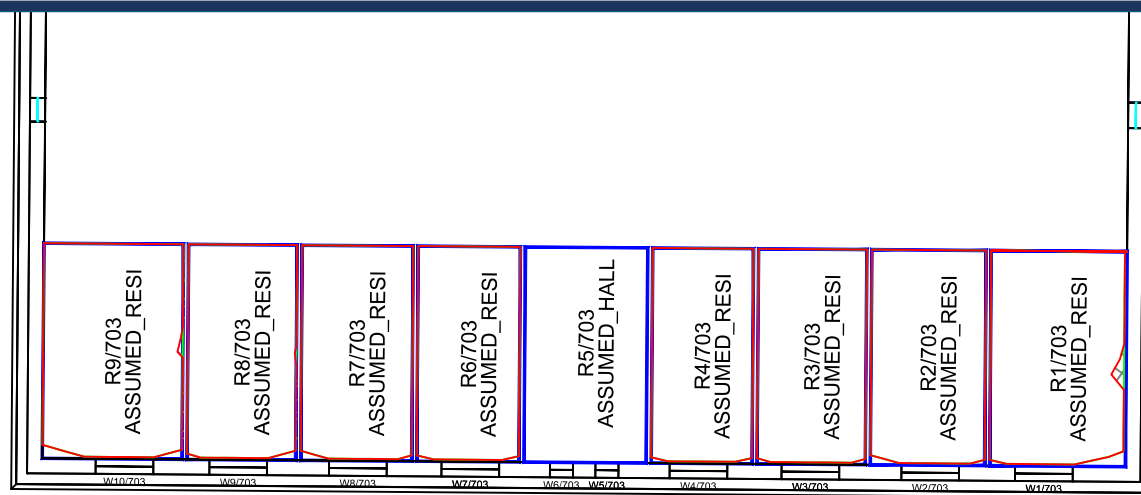 R9/703
ASSUMED_RESI
R8/703
ASSUMED_RESI
R7/703
ASSUMED_RESI
R6/703
ASSUMED_RESI
R5/703
ASSUMED_HALL
R4/703
ASSUMED_RESI
R3/703
ASSUMED_RESI
R2/703
ASSUMED_RESI
R1/703
ASSUMED_RESI
W10/703
W9/703
W8/703
W7/703
W6/703
W5/703
W4/703
W3/703
W2/703
W1/703